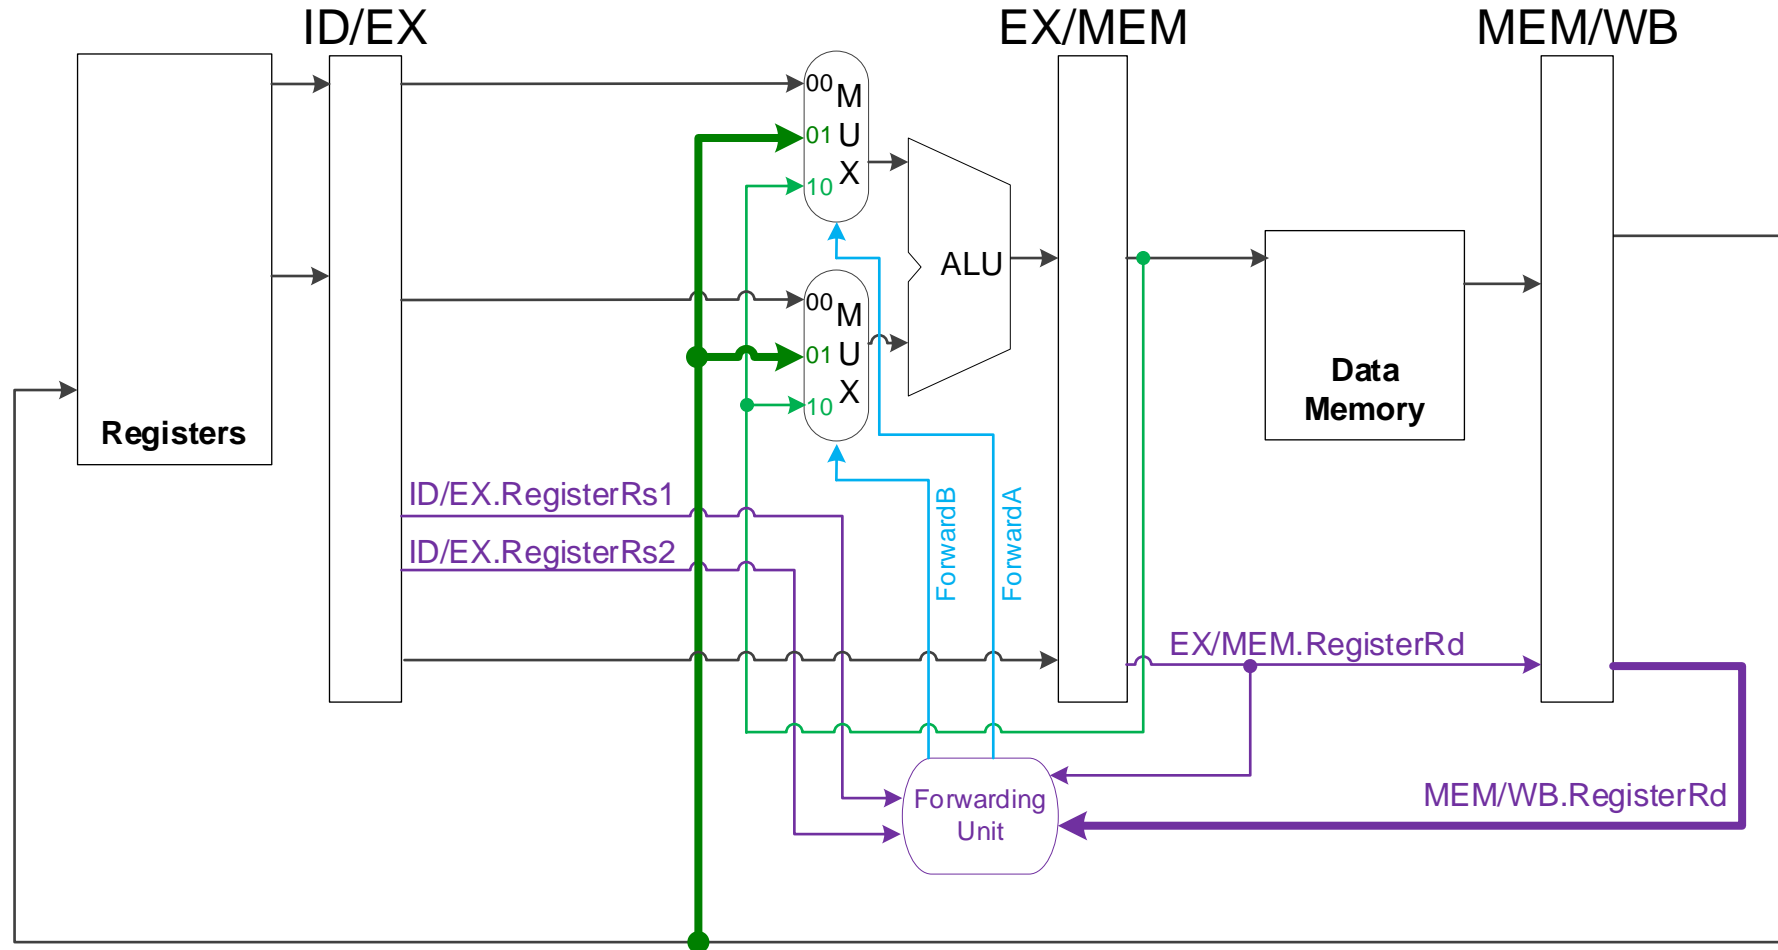 ID/EX
EX/MEM
MEM/WB
00
M
01
U
10
X
ALU
00
M
01
U
10
X
Data
Memory
Registers
ID/EX.RegisterRs1
ID/EX.RegisterRs2
ForwardB
ForwardA
EX/MEM.RegisterRd
MEM/WB.RegisterRd
Forwarding
Unit